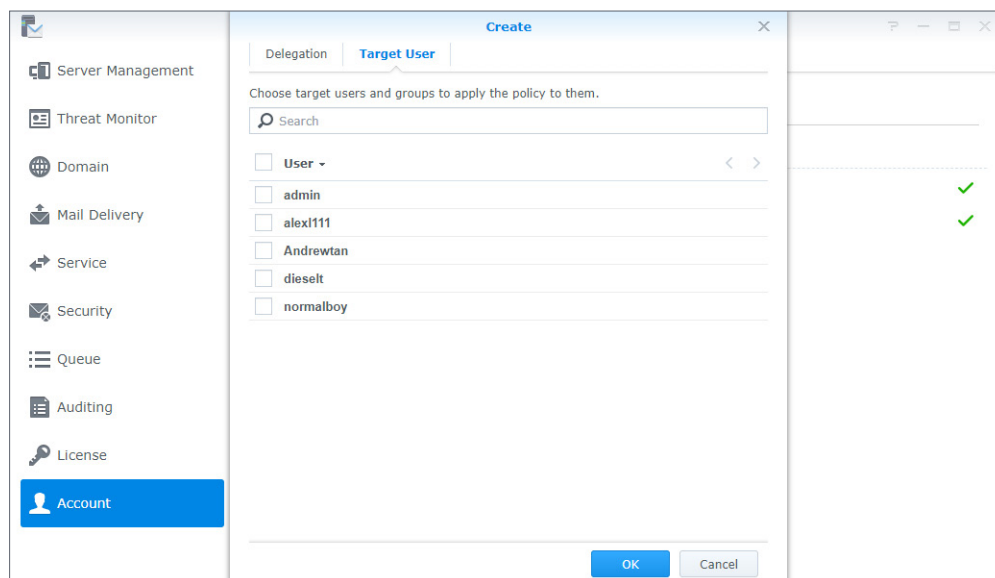 Create
Delegation
Target User
Choose target users and groups to apply the policy to them.
Search
User
admin
alexl111
Andrewtan
dieselt
normalboy
OK
Cancel
Server Management
Threat Monitor
Domain
Mail Delivery
Service
Security
Queue
Auditing
License
Account